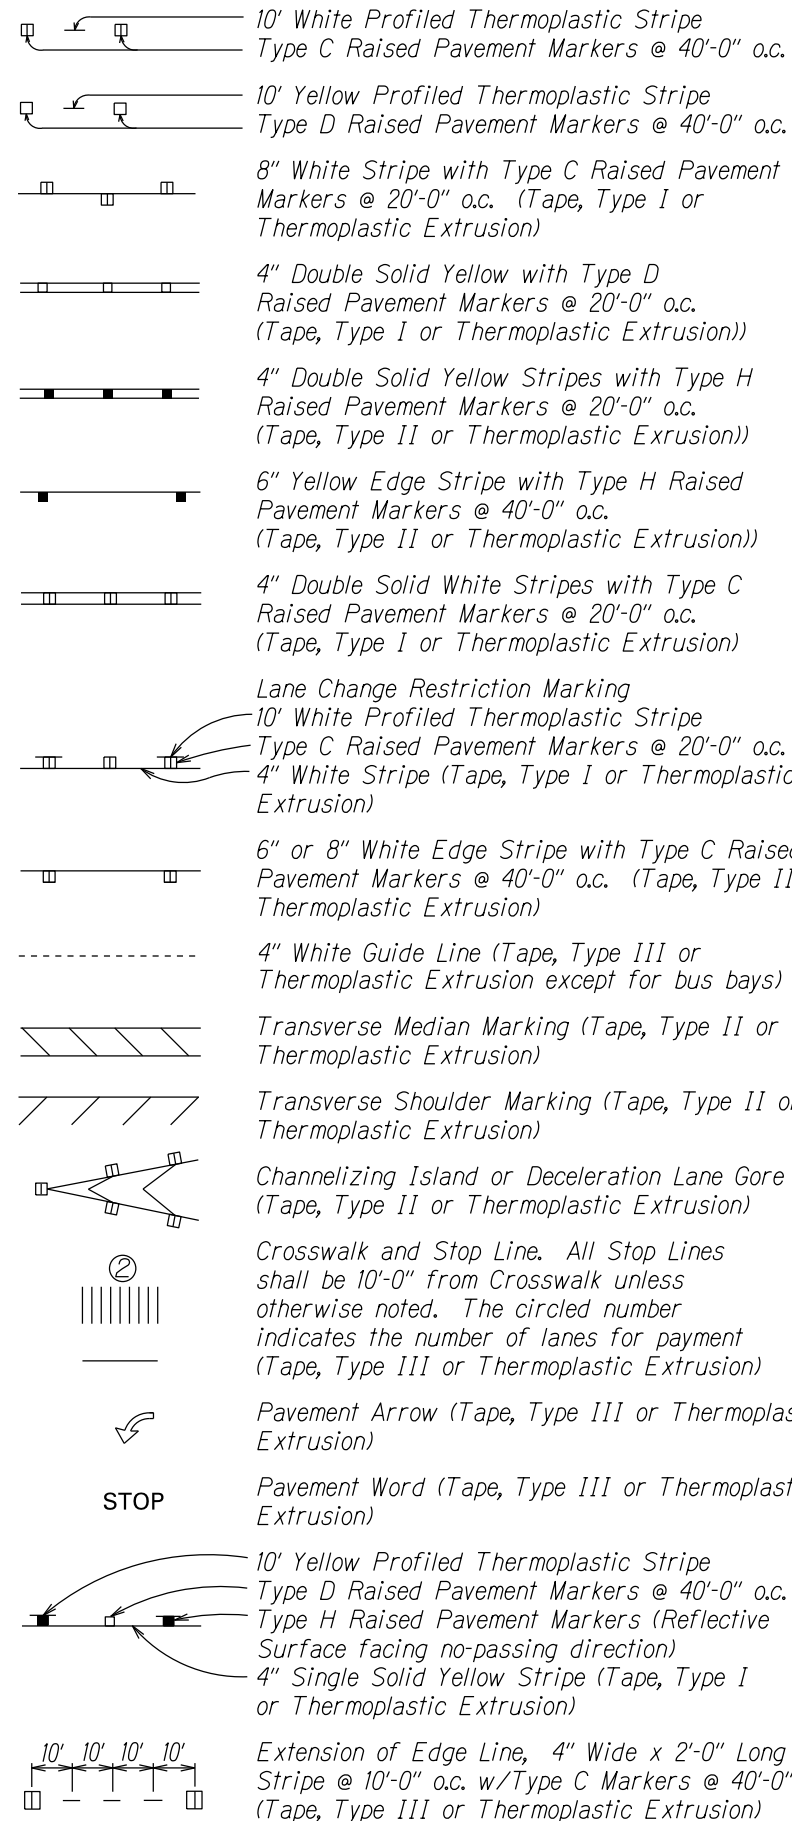 10' White Profiled Thermoplastic Stripe
Type C Raised Pavement Markers @ 40'-0" o.c.
10' Yellow Profiled Thermoplastic Stripe
Type D Raised Pavement Markers @ 40'-0" o.c.
8" White Stripe with Type C Raised Pavement
Markers @ 20'-0" o.c. (Tape, Type I or
Thermoplastic Extrusion)
4" Double Solid Yellow with Type D
Raised Pavement Markers @ 20'-0" o.c.
(Tape, Type I or Thermoplastic Extrusion))
4" Double Solid Yellow Stripes with Type H
Raised Pavement Markers @ 20'-0" o.c.
(Tape, Type II or Thermoplastic Exrusion))
6" Yellow Edge Stripe with Type H Raised
Pavement Markers @ 40'-0" o.c.
(Tape, Type II or Thermoplastic Extrusion))
4" Double Solid White Stripes with Type C
Raised Pavement Markers @ 20'-0" o.c.
(Tape, Type I or Thermoplastic Extrusion)
Lane Change Restriction Marking
10' White Profiled Thermoplastic Stripe
Type C Raised Pavement Markers @ 20'-0" o.c.
4" White Stripe (Tape, Type I or Thermoplastic
Extrusion)
6" or 8" White Edge Stripe with Type C Raised
Pavement Markers @ 40'-0" o.c. (Tape, Type II
Thermoplastic Extrusion)
4" White Guide Line (Tape, Type III or
Thermoplastic Extrusion except for bus bays)
Transverse Median Marking (Tape, Type II or
Thermoplastic Extrusion)
Transverse Shoulder Marking (Tape, Type II or
Thermoplastic Extrusion)
Channelizing Island or Deceleration Lane Gore
(Tape, Type II or Thermoplastic Extrusion)
2
Crosswalk and Stop Line. All Stop Lines
shall be 10'-0" from Crosswalk unless
otherwise noted. The circled number
indicates the number of lanes for payment
(Tape, Type III or Thermoplastic Extrusion)
Pavement Arrow (Tape, Type III or Thermoplas
Extrusion)
STOP
Pavement Word (Tape, Type III or Thermoplast
Extrusion)
10' Yellow Profiled Thermoplastic Stripe
Type D Raised Pavement Markers @ 40'-0" o.c.
Type H Raised Pavement Markers (Reflective
Surface facing no-passing direction)
4" Single Solid Yellow Stripe (Tape, Type I
or Thermoplastic Extrusion)
10' 10' 10' 10'
Extension of Edge Line, 4" Wide x 2'-0" Long
Stripe @ 10'-0" o.c. w/Type C Markers @ 40'-0"
(Tape, Type III or Thermoplastic Extrusion)